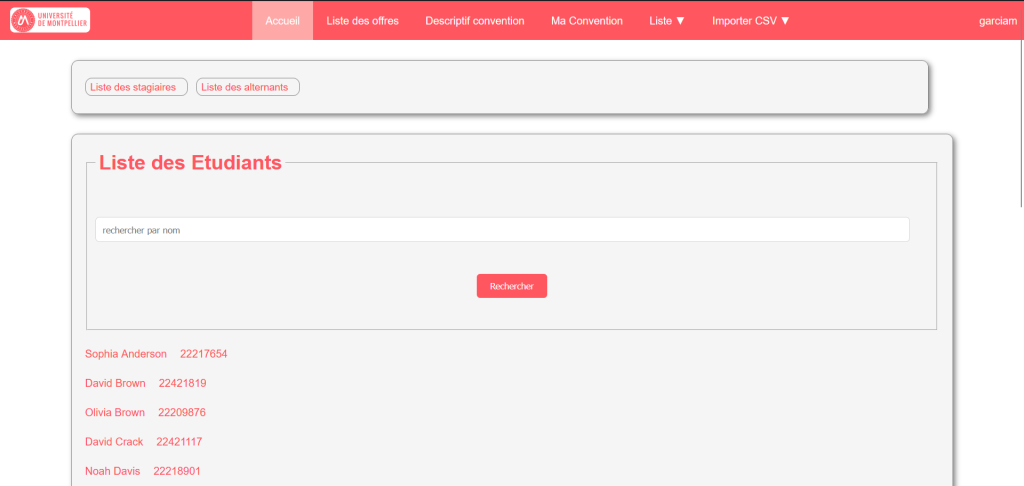 UNIVERSITÉ
DE MONTPELLIER
Accueil Liste des offres Descriptif convention Ma Convention Liste ▼ Importer CSV ▼ garciam
Liste des stagiaires Liste des alternants
Liste des Etudiants
rechercher par nom
Rechercher
Sophia Anderson 22217654
David Brown 22421819
Olivia Brown 22209876
David Crack 22421117
Noah Davis 22218901